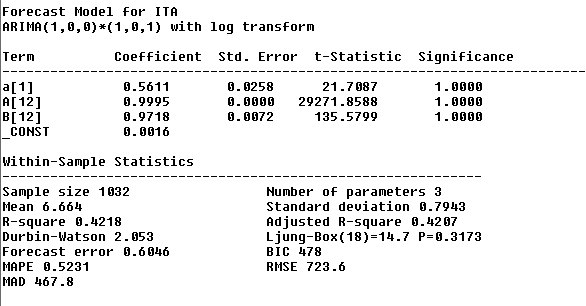 Forecast Model for ITA
ARIMA(1,0,0)*(1,0,1) with log transform
Term Coefficient Std. Error t-Statistic Significance
a[1] 0.5611 0.0258 21.7087 1.0000
A[12] 0.9995 0.0000 29271.8588 1.0000
B[12] 0.9718 0.0072 135.5799 1.0000
_CONST 0.0016
Within-Sample Statistics
Sample size 1032 Number of parameters 3
Mean 6.664 Standard deviation 0.7943
R-square 0.4218 Adjusted R-square 0.4207
Durbin-Watson 2.053 Ljung-Box(18)=14.7 P=0.3173
Forecast error 0.6046 BIC 478
MAPE 0.5231 RMSE 723.6
MAD 467.8